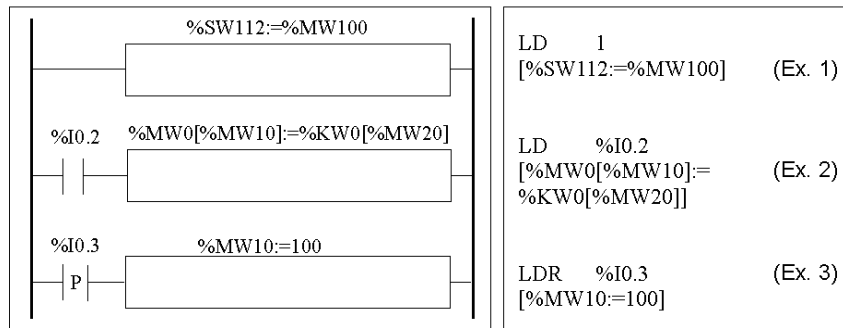 %SW112:=%MW100
%I0.2 %MW0[%MW10]:=%KW0[%MW20]
%I0.3 %MW10:=100
P
LD 1
[%SW112:=%MW100] (Ex. 1)
LD %I0.2
[%MW0[%MW10]:= (Ex. 2)
%KW0[%MW20]]
LDR %I0.3 (Ex. 3)
[%MW10:=100]